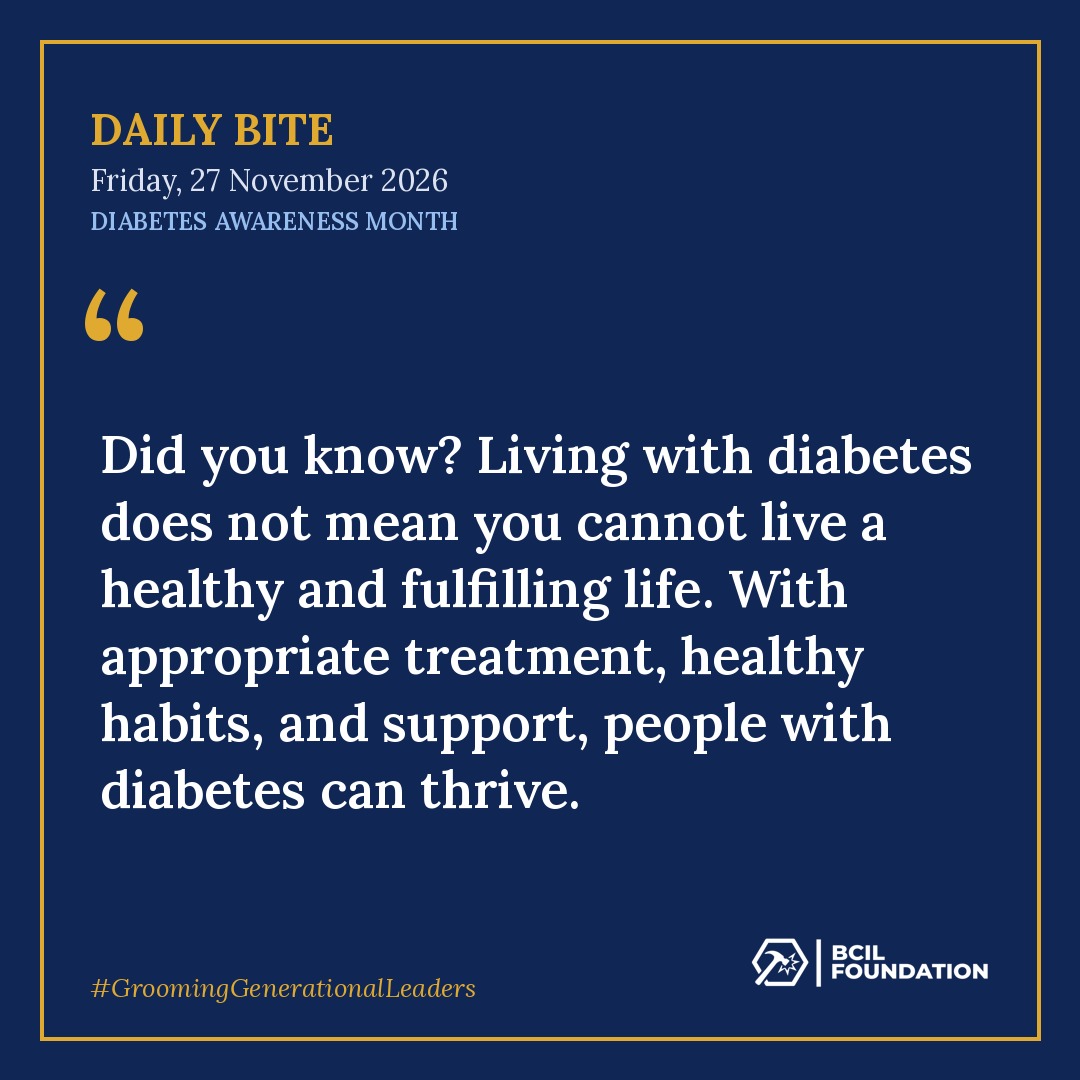 DAILY BITE
Friday, 27 November 2026
DIABETES AWARENESS MONTH
“
Did you know? Living with diabetes
does not mean you cannot live a
healthy and fulfilling life. With
appropriate treatment, healthy
habits, and support, people with
diabetes can thrive.
#GroomingGenerationalLeaders
BCIL
FOUNDATION